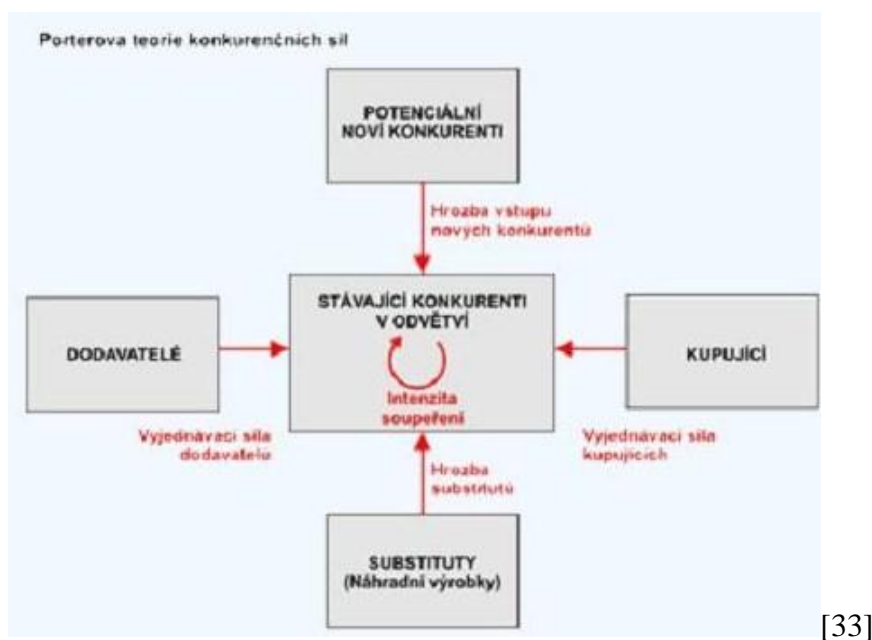 Porterova teorie konkurenčních sil
POTENCIÁLNÍ
NOVÍ KONKURENTI
Hrozba vstupu
nových konkurentů
STÁVAJÍCÍ KONKURENTI
V ODVĚTVÍ
Intenzita
soupeření
DODAVATELÉ
KUPUJÍCÍ
Vyjednávací síla
dodavatelů
Vyjednávací síla
kupujících
Hrozba
substitutů
SUBSTITUTY
(Náhradní výrobky)
[33]